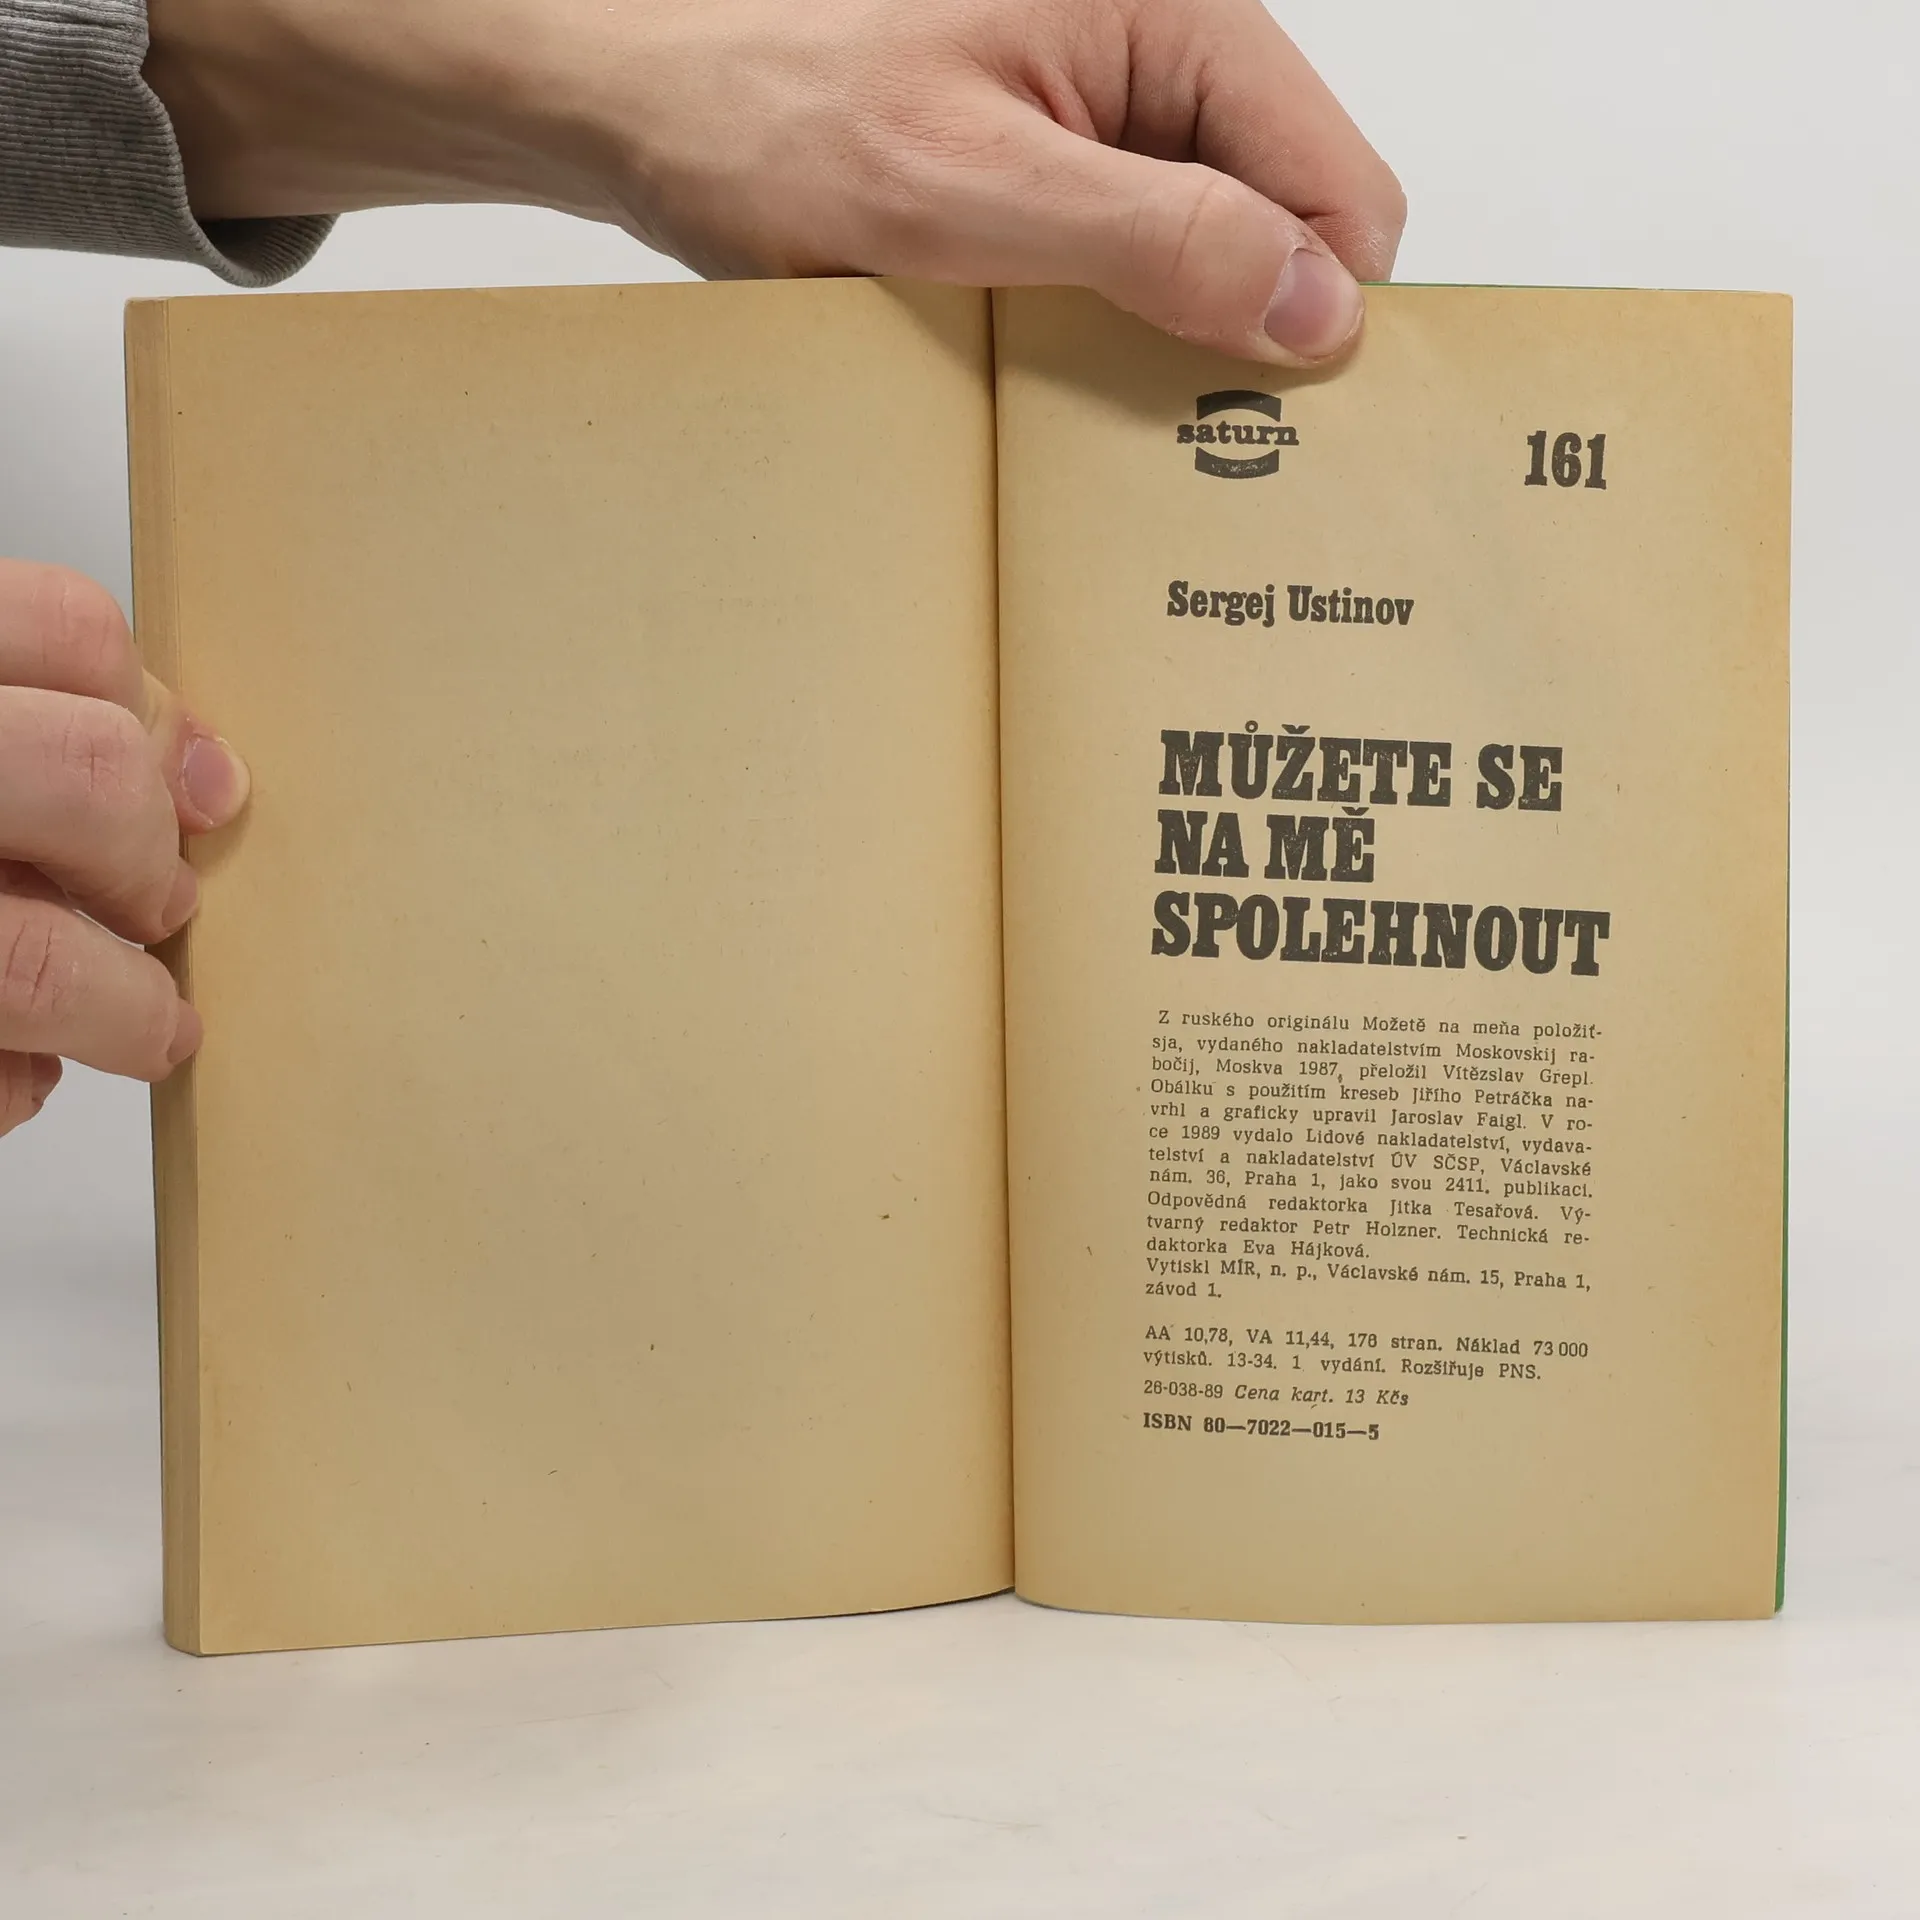 saturn
161
Sergej Ustinov
MŮŽETE SE
NA MĚ
SPOLEHNOUT
Z ruského originálu Možetě na meňa položiť-
sja, vydaného nakladatelstvím Moskovskij ra-
bočij, Moskva 1987, přeložil Vítězslav Grepl.
Obálku s použitím kreseb Jiřího Petráčka na-
vrhl a graficky upravil Jaroslav Faigl. V ro-
ce 1989 vydalo Lidové nakladatelství, vydava-
telství a nakladatelství ÚV SČSP, Václavské
nám. 36, Praha 1, jako svou 2411. publikaci.
Odpovědná redaktorka Jitka Tesařová. Vý-
tvarný redaktor Petr Holzner. Technická re-
daktorka Eva Hájková.
Vytiskl MÍR, n. p., Václavské nám. 15, Praha 1,
závod 1.
AA 10,78, VA 11,44, 176 stran. Náklad 73 000
výtisků. 13-34. 1 vydání. Rozšiřuje PNS.
26-038-89 Cena kart. 13 Kčs
ISBN 80—7022—015—5